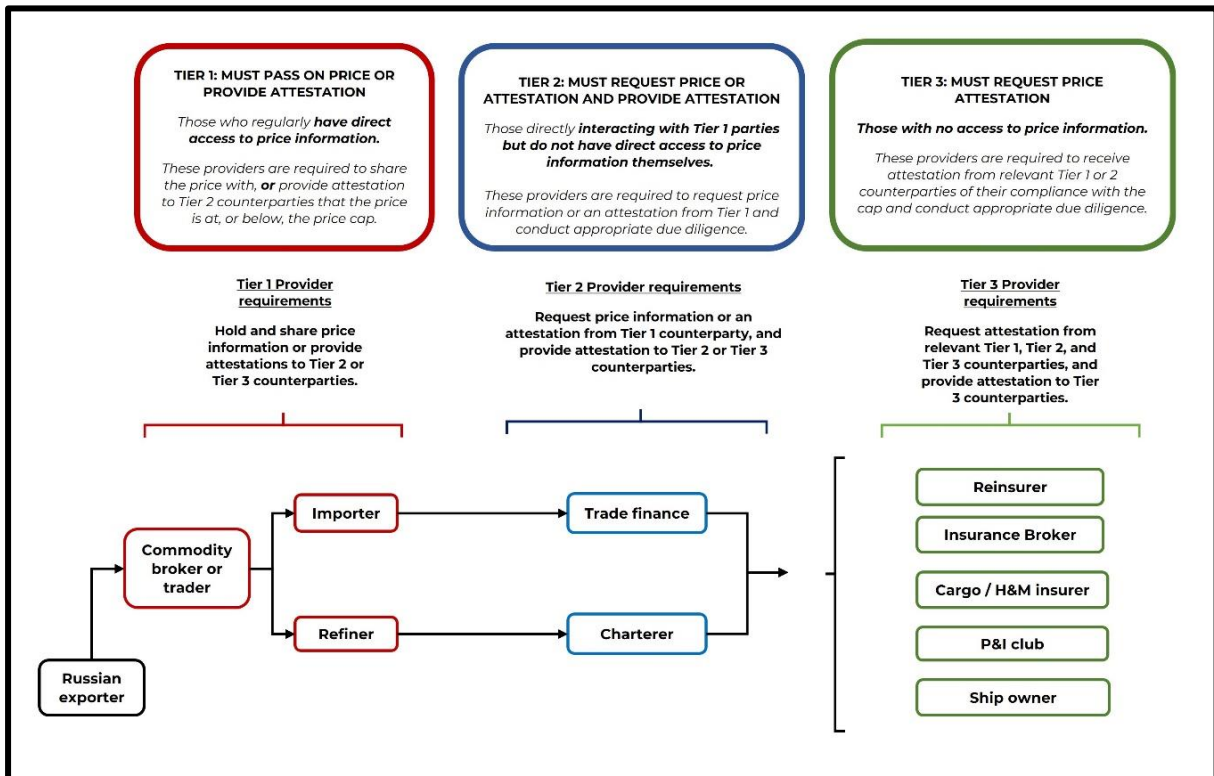 TIER 1: MUST PASS ON PRICE OR
PROVIDE ATTESTATION
Those who regularly have direct
access to price information.
These providers are required to share
the price with, or provide attestation
to Tier 2 counterparties that the price
is at, or below, the price cap.
TIER 2: MUST REQUEST PRICE OR
ATTESTATION AND PROVIDE ATTESTATION
Those directly interacting with Tier 1 parties
but do not have direct access to price
information themselves.
These providers are required to request price
information or an attestation from Tier 1 and
conduct appropriate due diligence.
TIER 3: MUST REQUEST PRICE
ATTESTATION
Those with no access to price information.
These providers are required to receive
attestation from relevant Tier 1 or 2
counterparties of their compliance with the
cap and conduct appropriate due diligence.
Tier 1 Provider
requirements
Hold and share price
information or provide
attestations to Tier 2 or
Tier 3 counterparties.
Tier 2 Provider requirements
Request price information or an
attestation from Tier 1 counterparty, and
provide attestation to Tier 2 or Tier 3
counterparties.
Tier 3 Provider
requirements
Request attestation from
relevant Tier 1, Tier 2, and
Tier 3 counterparties, and
provide attestation to Tier
3 counterparties.
Russian
exporter
Commodity
broker or
trader
Importer
Refiner
Trade finance
Charterer
Reinsurer
Insurance Broker
Cargo / H&M insurer
P&I club
Ship owner